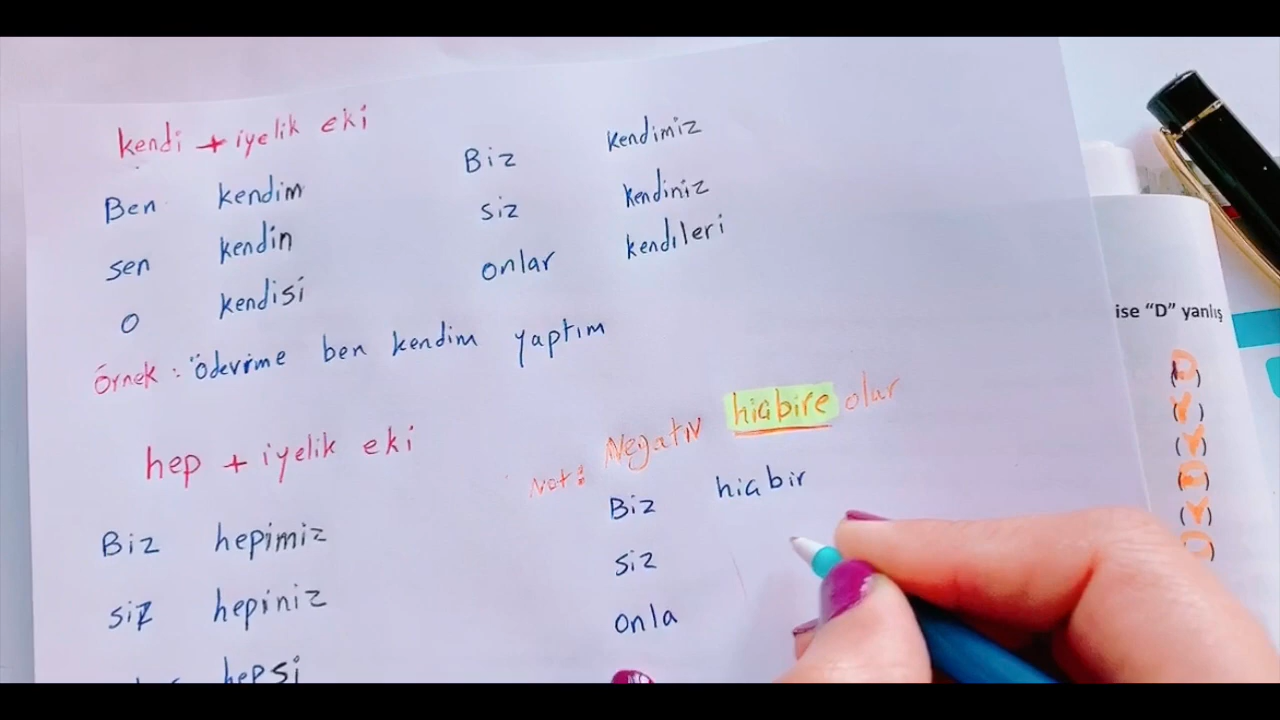 kendi + iyelik eki
Ben kendim Biz kendimiz
sen kendin siz kendiniz
o kendisi onlar kendileri
Örnek : "ödevime ben kendim yaptım
hep + iyelik eki
Not: Negatıv hiçbire olur
Biz hepimiz
siz hepiniz
hepsi
Biz hiçbir
siz
onla
ise "D" yanlış
( )
( )
( )
( )
( )
( )